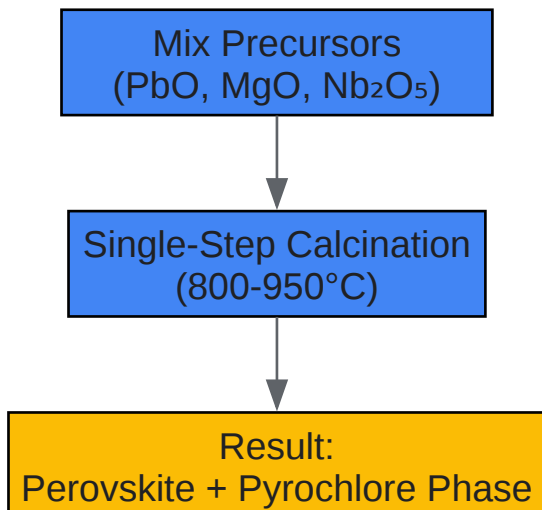 Mix Precursors
(PbO, MgO, Nb₂O₅)
Single-Step Calcination
(800-950°C)
Result:
Perovskite + Pyrochlore Phase